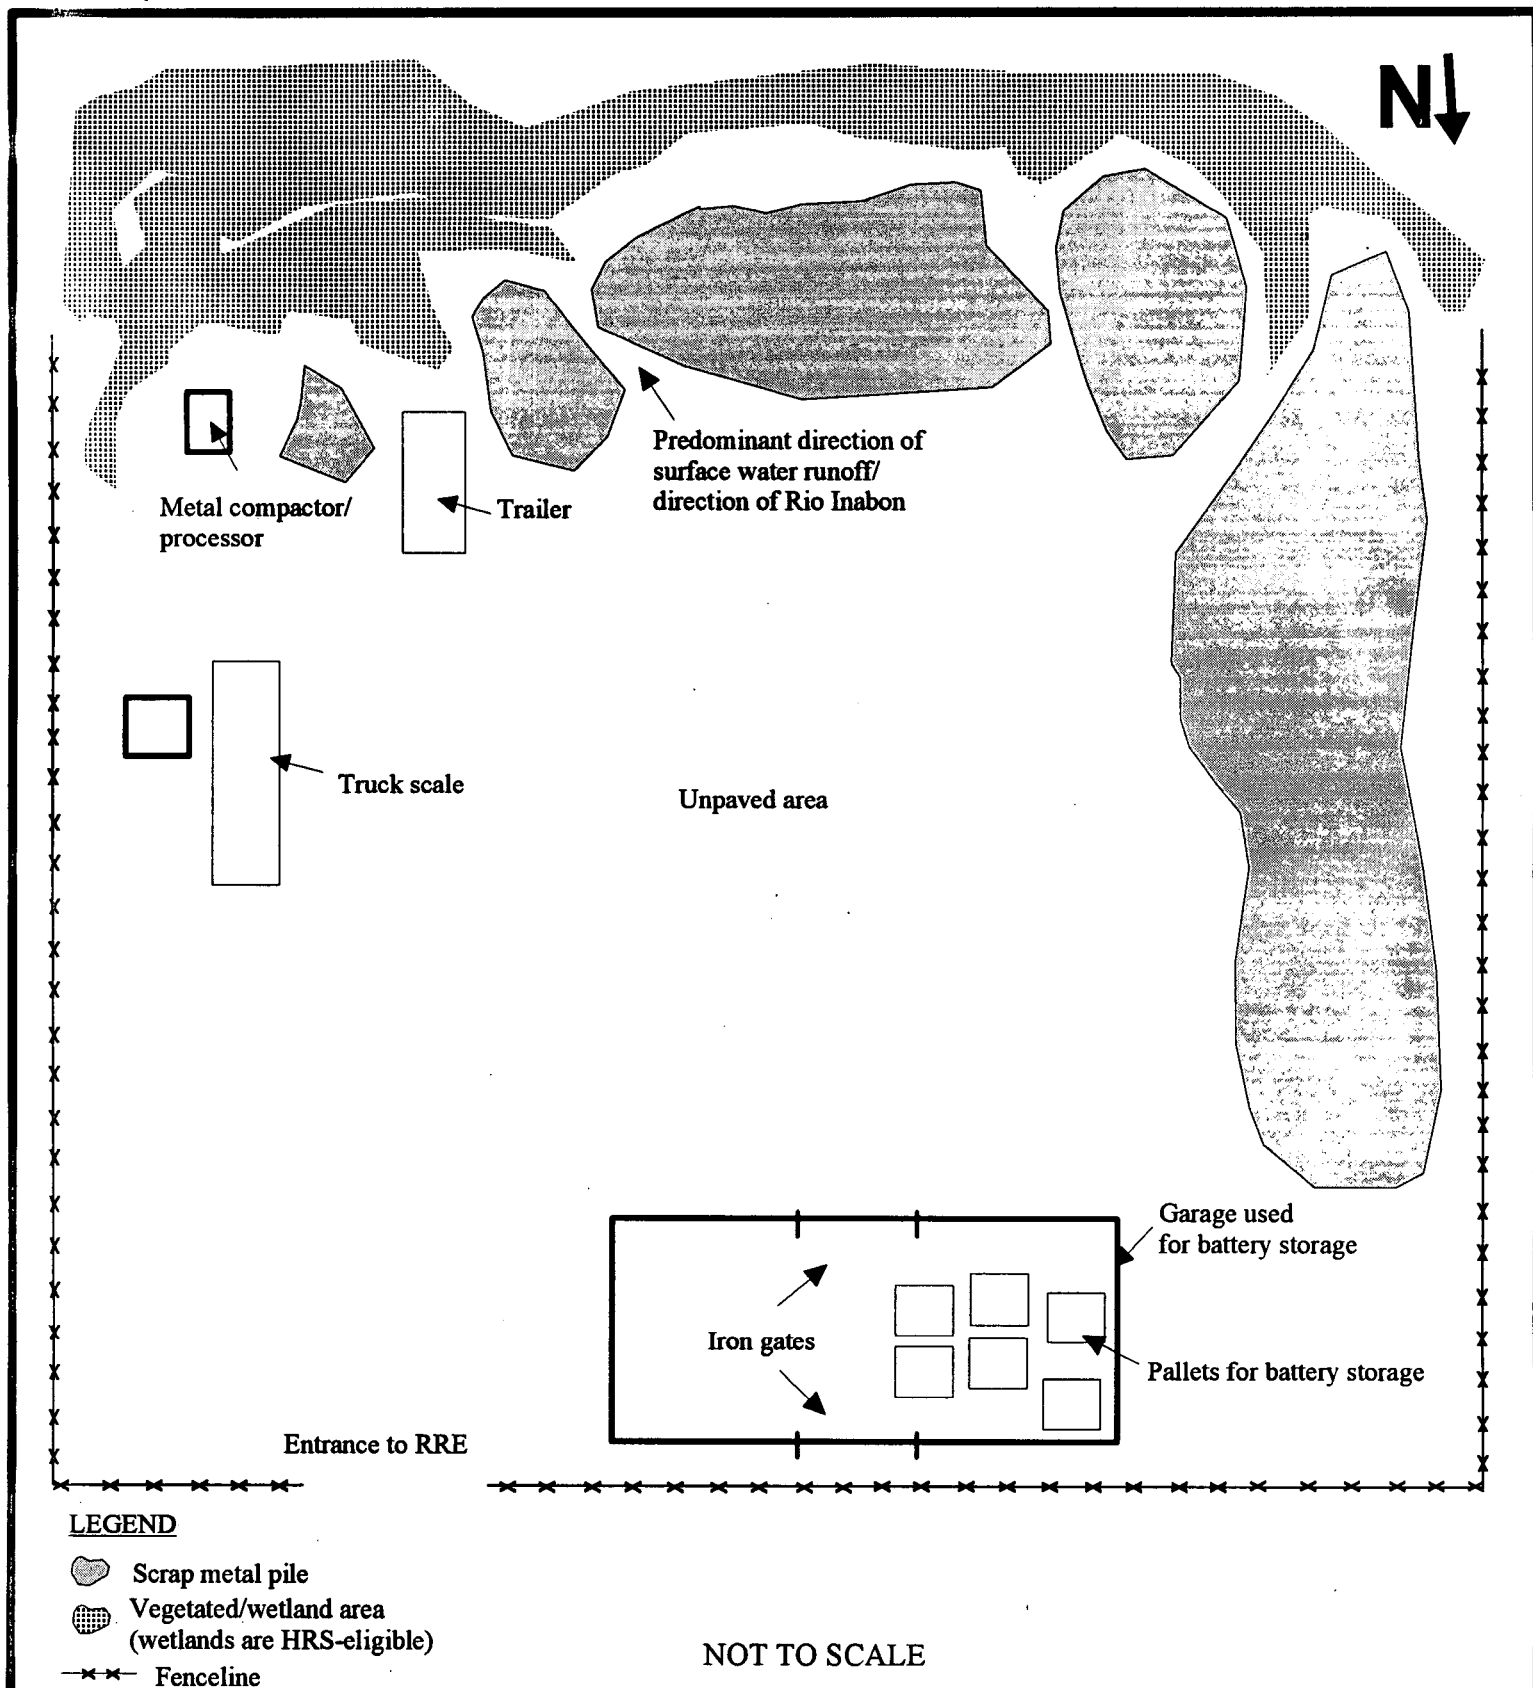 N
Predominant direction of
surface water runoff/
direction of Rio Inabon
Metal compactor/
processor
Trailer
Truck scale
Unpaved area
Garage used
for battery storage
Iron gates
Pallets for battery storage
Entrance to RRE
LEGEND
Scrap metal pile
Vegetated/wetland area
(wetlands are HRS-eligible)
Fenceline
NOT TO SCALE